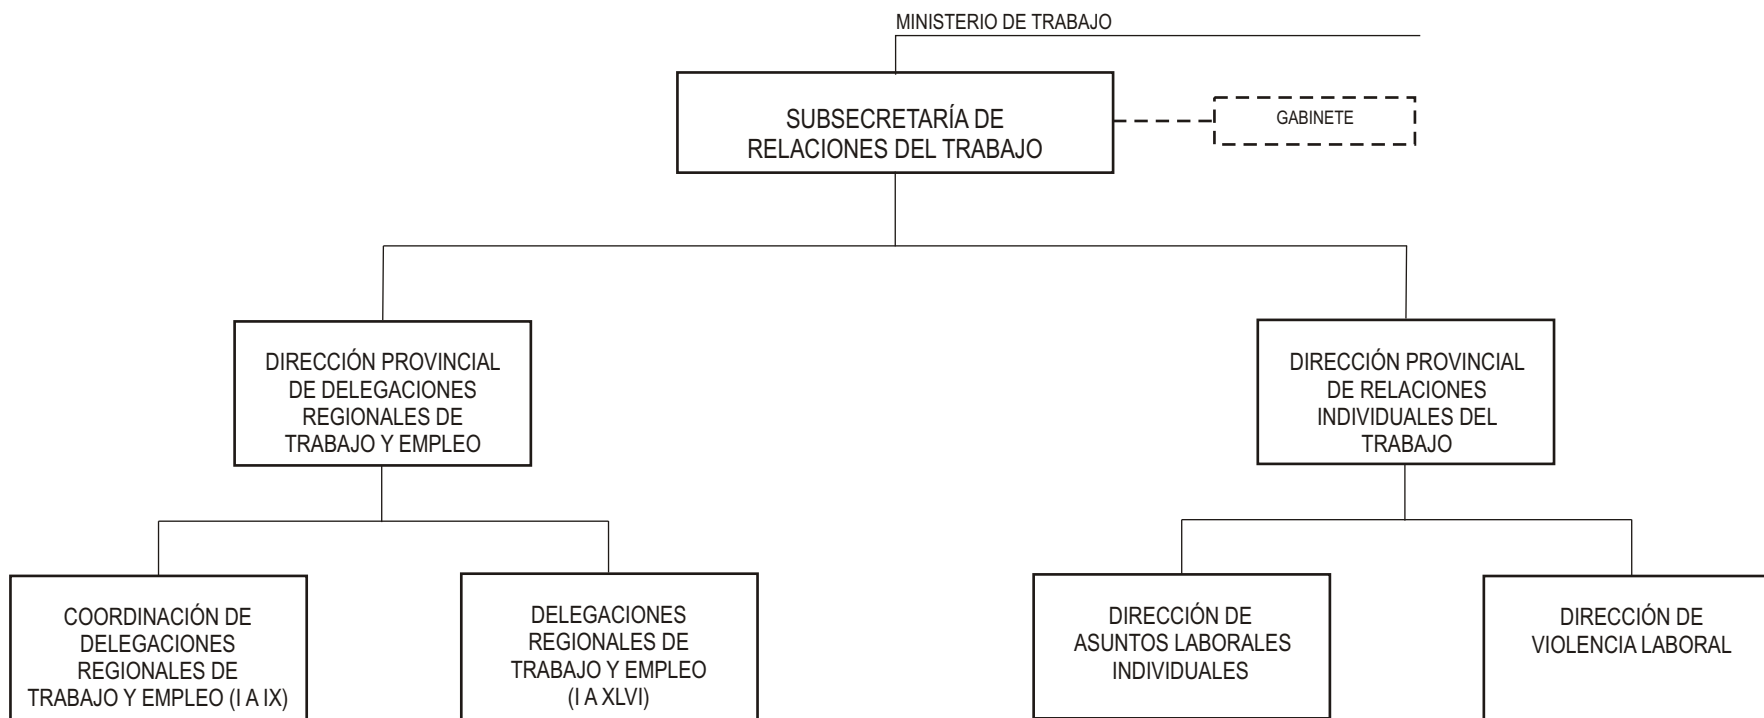 MINISTERIO DE TRABAJO
SUBSECRETARÍA DE
RELACIONES DEL TRABAJO
GABINETE
DIRECCIÓN PROVINCIAL
DE DELEGACIONES
REGIONALES DE
TRABAJO Y EMPLEO
DIRECCIÓN PROVINCIAL
DE RELACIONES
INDIVIDUALES DEL
TRABAJO
COORDINACIÓN DE
DELEGACIONES
REGIONALES DE
TRABAJO Y EMPLEO (I A IX)
DELEGACIONES
REGIONALES DE
TRABAJO Y EMPLEO
(I A XLVI)
DIRECCIÓN DE
ASUNTOS LABORALES
INDIVIDUALES
DIRECCIÓN DE
VIOLENCIA LABORAL